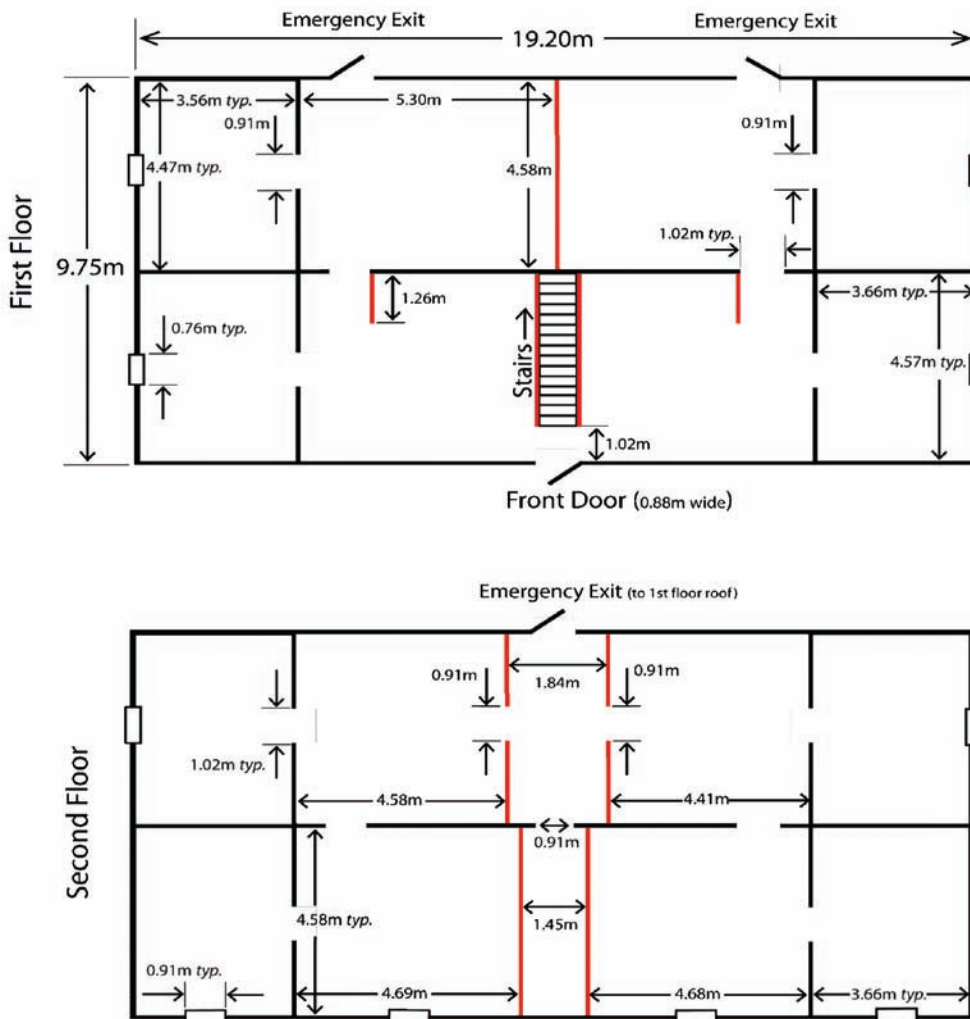 Emergency Exit
Emergency Exit
19.20m
3.56m typ.
5.30m
0.91m
0.91m
4.47m typ.
4.58m
First Floor
1.02m typ.
9.75m
1.26m
3.66m typ.
0.76m typ.
Stairs
4.57m typ.
1.02m
Front Door (0.88m wide)
Emergency Exit (to 1st floor roof)
0.91m
0.91m
1.84m
Second Floor
1.02m typ.
4.58m
4.41m
0.91m
4.58m typ.
1.45m
0.91m typ.
4.69m
4.68m
3.66m typ.